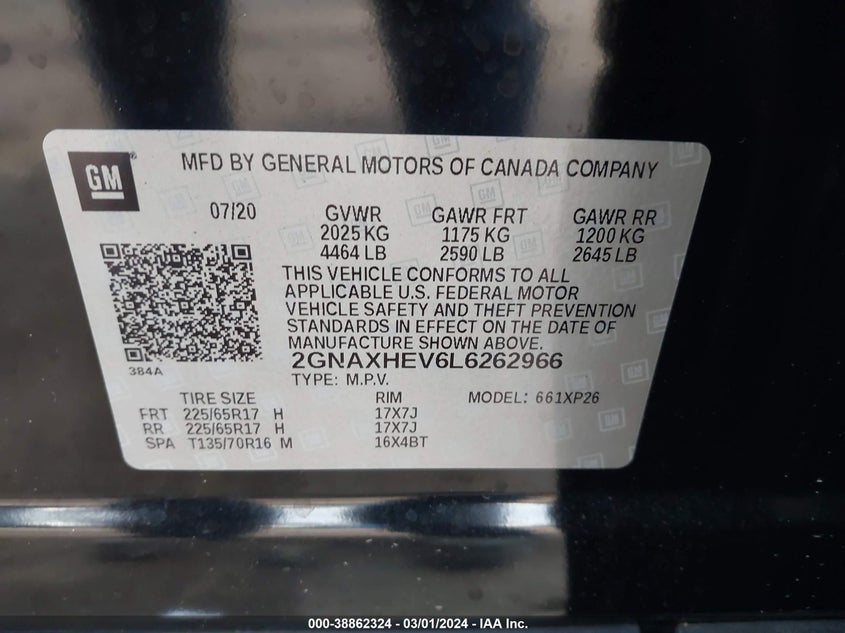 GM
MFD BY GENERAL MOTORS OF CANADA COMPANY
07/20 GVWR GAWR FRT GAWR RR
2025 KG 1175 KG 1200 KG
4464 LB 2590 LB 2645 LB
THIS VEHICLE CONFORMS TO ALL
APPLICABLE U.S. FEDERAL MOTOR
VEHICLE SAFETY AND THEFT PREVENTION
STANDARDS IN EFFECT ON THE DATE OF
MANUFACTURE SHOWN ABOVE.
384A
2GNAXHEV6L6262966
TYPE: M.P.V.
TIRE SIZE RIM MODEL: 661XP26
FRT 225/65R17 H 17X7J
RR 225/65R17 H 17X7J
SPA T135/70R16 M 16X4BT
000-38862324 - 03/01/2024 - IAA Inc.